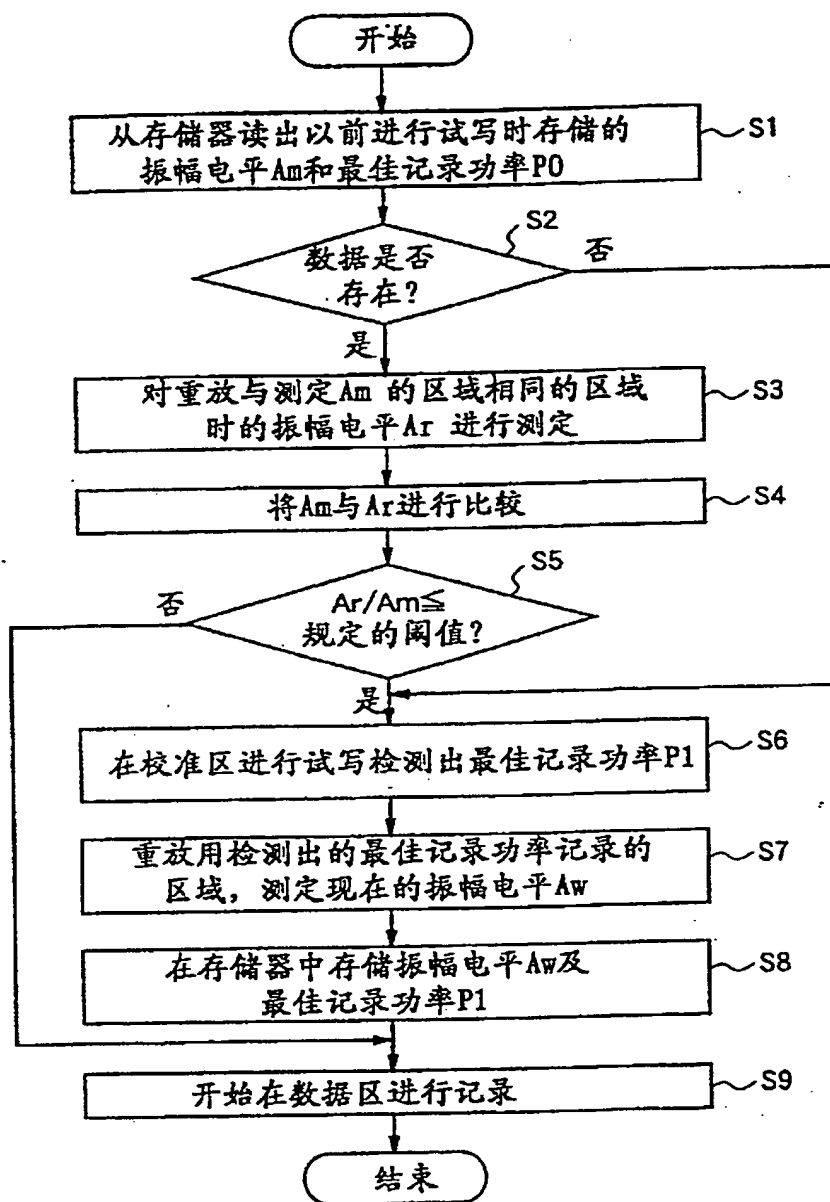 开始
从存储器读出以前进行试写时存储的
振幅电平Am和最佳记录功率P0
S1
S2
数据是否
存在?
否
是
对重放与测定Am 的区域相同的区域
时的振幅电平Ar 进行测定
S3
将Am与Ar进行比较
S4
S5
否
Ar/Am≦
规定的阈值?
是
在校准区进行试写检测出最佳记录功率P1
S6
重放用检测出的最佳记录功率记录的
区域，测定现在的振幅电平Aw
S7
在存储器中存储振幅电平Aw及
最佳记录功率P1
S8
开始在数据区进行记录
S9
结束